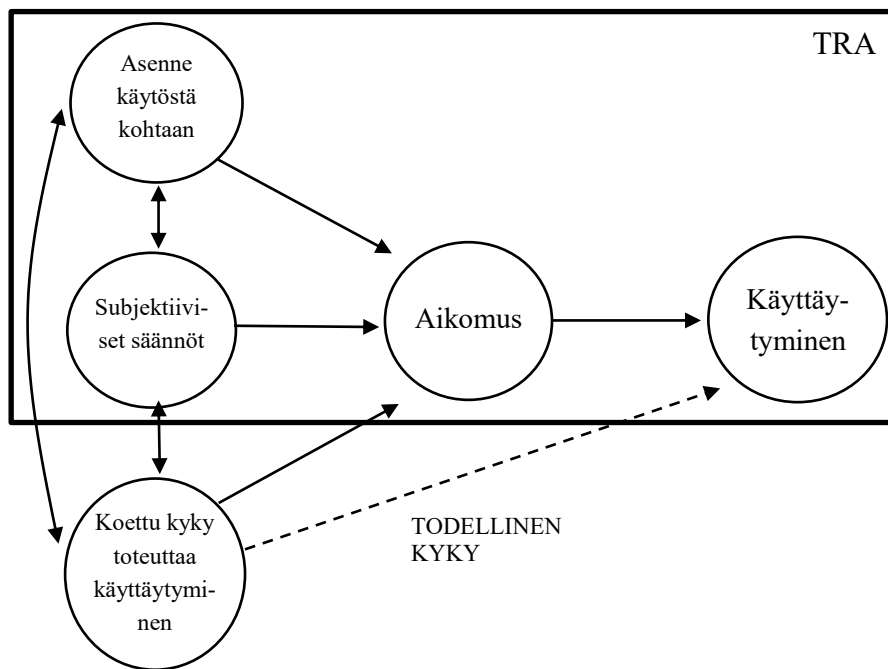 TRA
Asenne
käytöstä
kohtaan
Subjektiivi-
set säännöt
Aikomus
Käyttäy-
tyminen
Koettu kyky
toteuttaa
käyttäytymi-
nen
TODELLINEN
KYKY